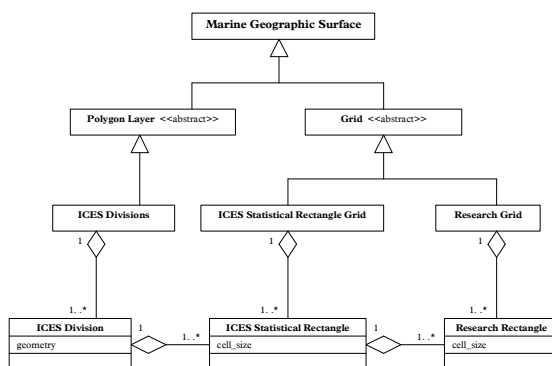 Marine Geographic Surface
Polygon Layer <<abstract>>
Grid <<abstract>>
ICES Divisions
ICES Statistical Rectangle Grid
Research Grid
1
1
1
1. .*
1. .*
1. .*
ICES Division
geometry
1
1. .*
ICES Statistical Rectangle
cell_size
1
1. .*
Research Rectangle
cell_size